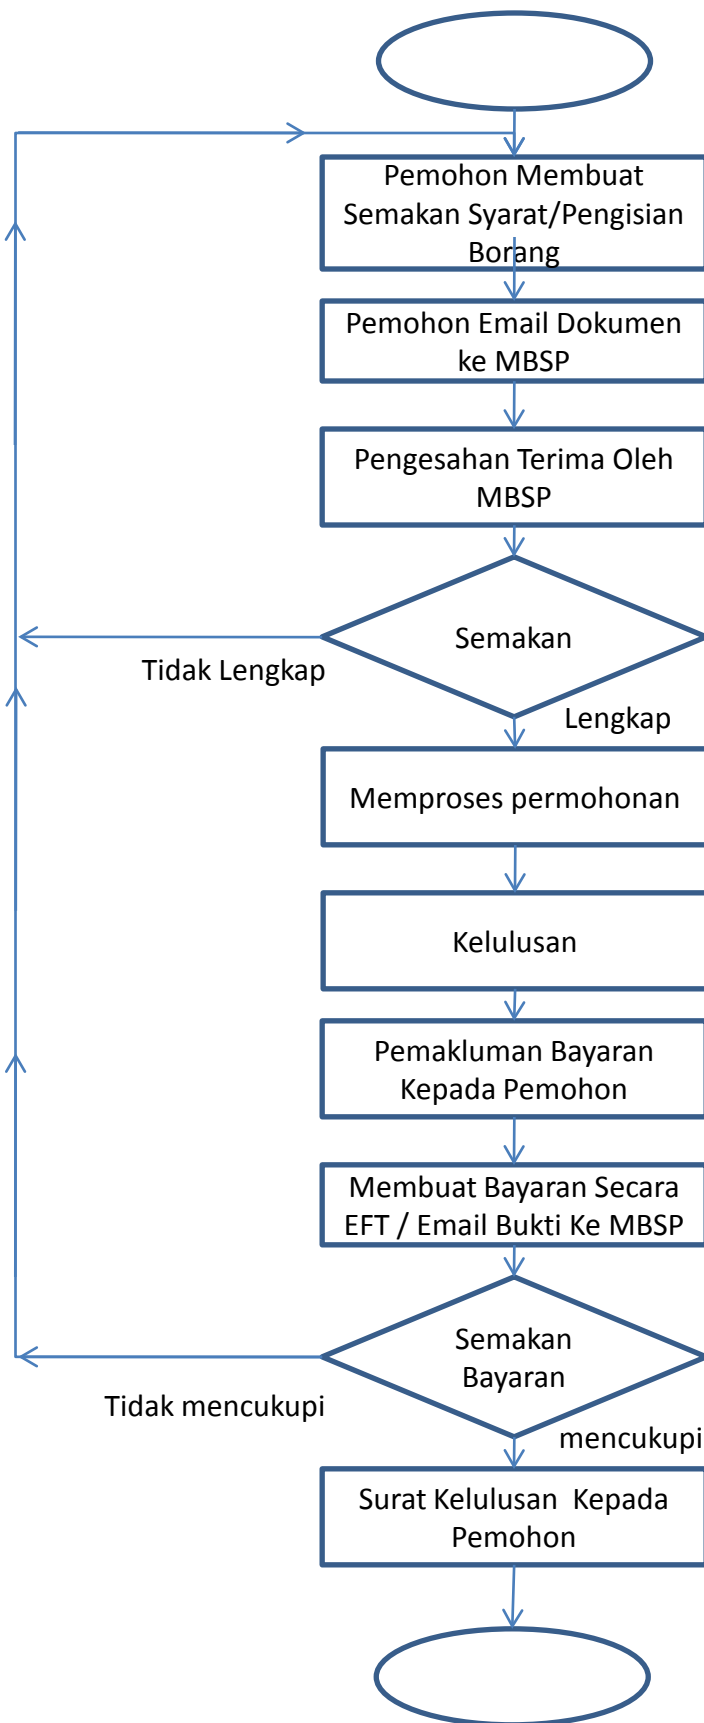 Pemohon Membuat
Semakan Syarat/Pengisian
Borang
Pemohon Email Dokumen
ke MBSP
Pengesahan Terima Oleh
MBSP
Semakan
Tidak Lengkap
Lengkap
Memproses permohonan
Kelulusan
Pemakluman Bayaran
Kepada Pemohon
Membuat Bayaran Secara
EFT / Email Bukti Ke MBSP
Semakan
Bayaran
Tidak mencukupi
mencukupi
Surat Kelulusan  Kepada
Pemohon